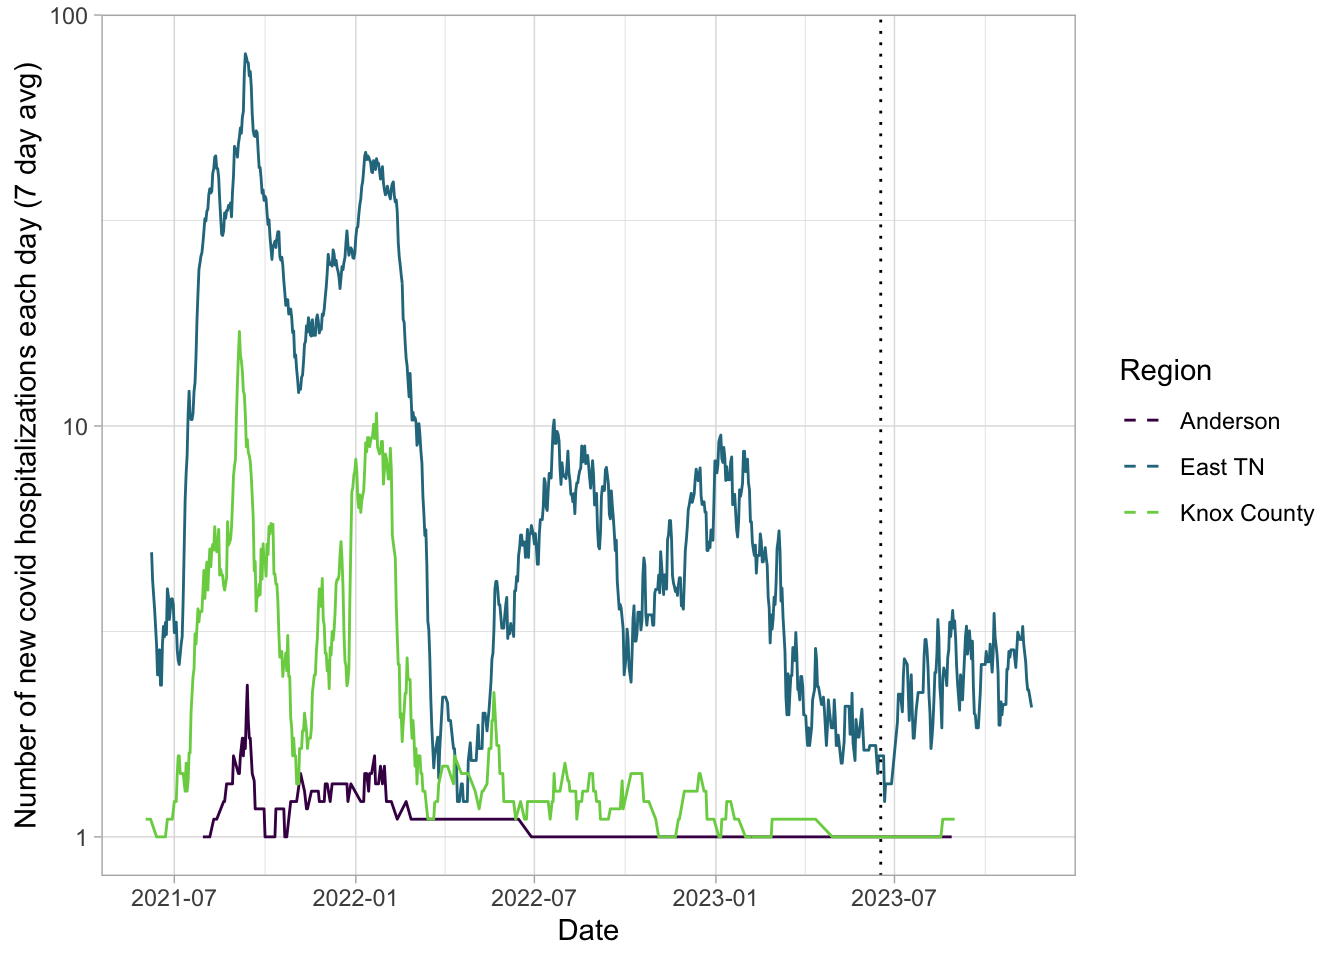 Number of new covid hospitalizations each day (7 day avg)
100
10
1
2021-07
2022-01
2022-07
2023-01
2023-07
Date
Region
Anderson
East TN
Knox County